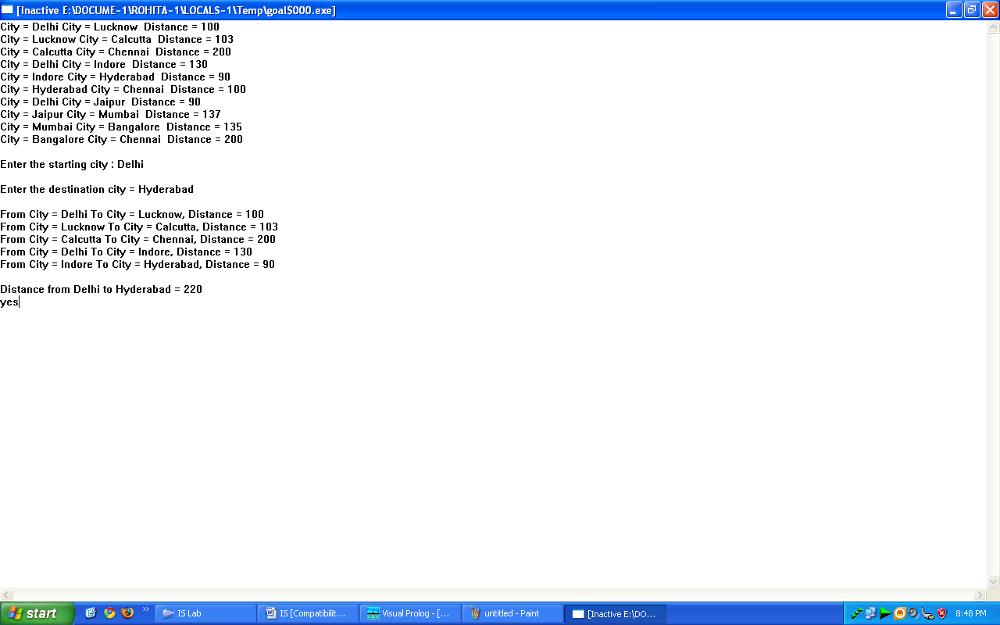 [Inactive E:\DOCUME~1\ROHITA~1\LOCALS~1\Temp\goal$000.exe]
City = Delhi City = Lucknow  Distance = 100
City = Lucknow City = Calcutta  Distance = 103
City = Calcutta City = Chennai  Distance = 200
City = Delhi City = Indore  Distance = 130
City = Indore City = Hyderabad  Distance = 90
City = Hyderabad City = Chennai  Distance = 100
City = Delhi City = Jaipur  Distance = 90
City = Jaipur City = Mumbai  Distance = 137
City = Mumbai City = Bangalore  Distance = 135
City = Bangalore City = Chennai  Distance = 200
Enter the starting city : Delhi
Enter the destination city = Hyderabad
From City = Delhi To City = Lucknow, Distance = 100
From City = Lucknow To City = Calcutta, Distance = 103
From City = Calcutta To City = Chennai, Distance = 200
From City = Delhi To City = Indore, Distance = 130
From City = Indore To City = Hyderabad, Distance = 90
Distance from Delhi to Hyderabad = 220
yes
start IS Lab IS [Compatibilit... Visual Prolog - [... untitled - Paint [Inactive E:\DO... 8:48 PM